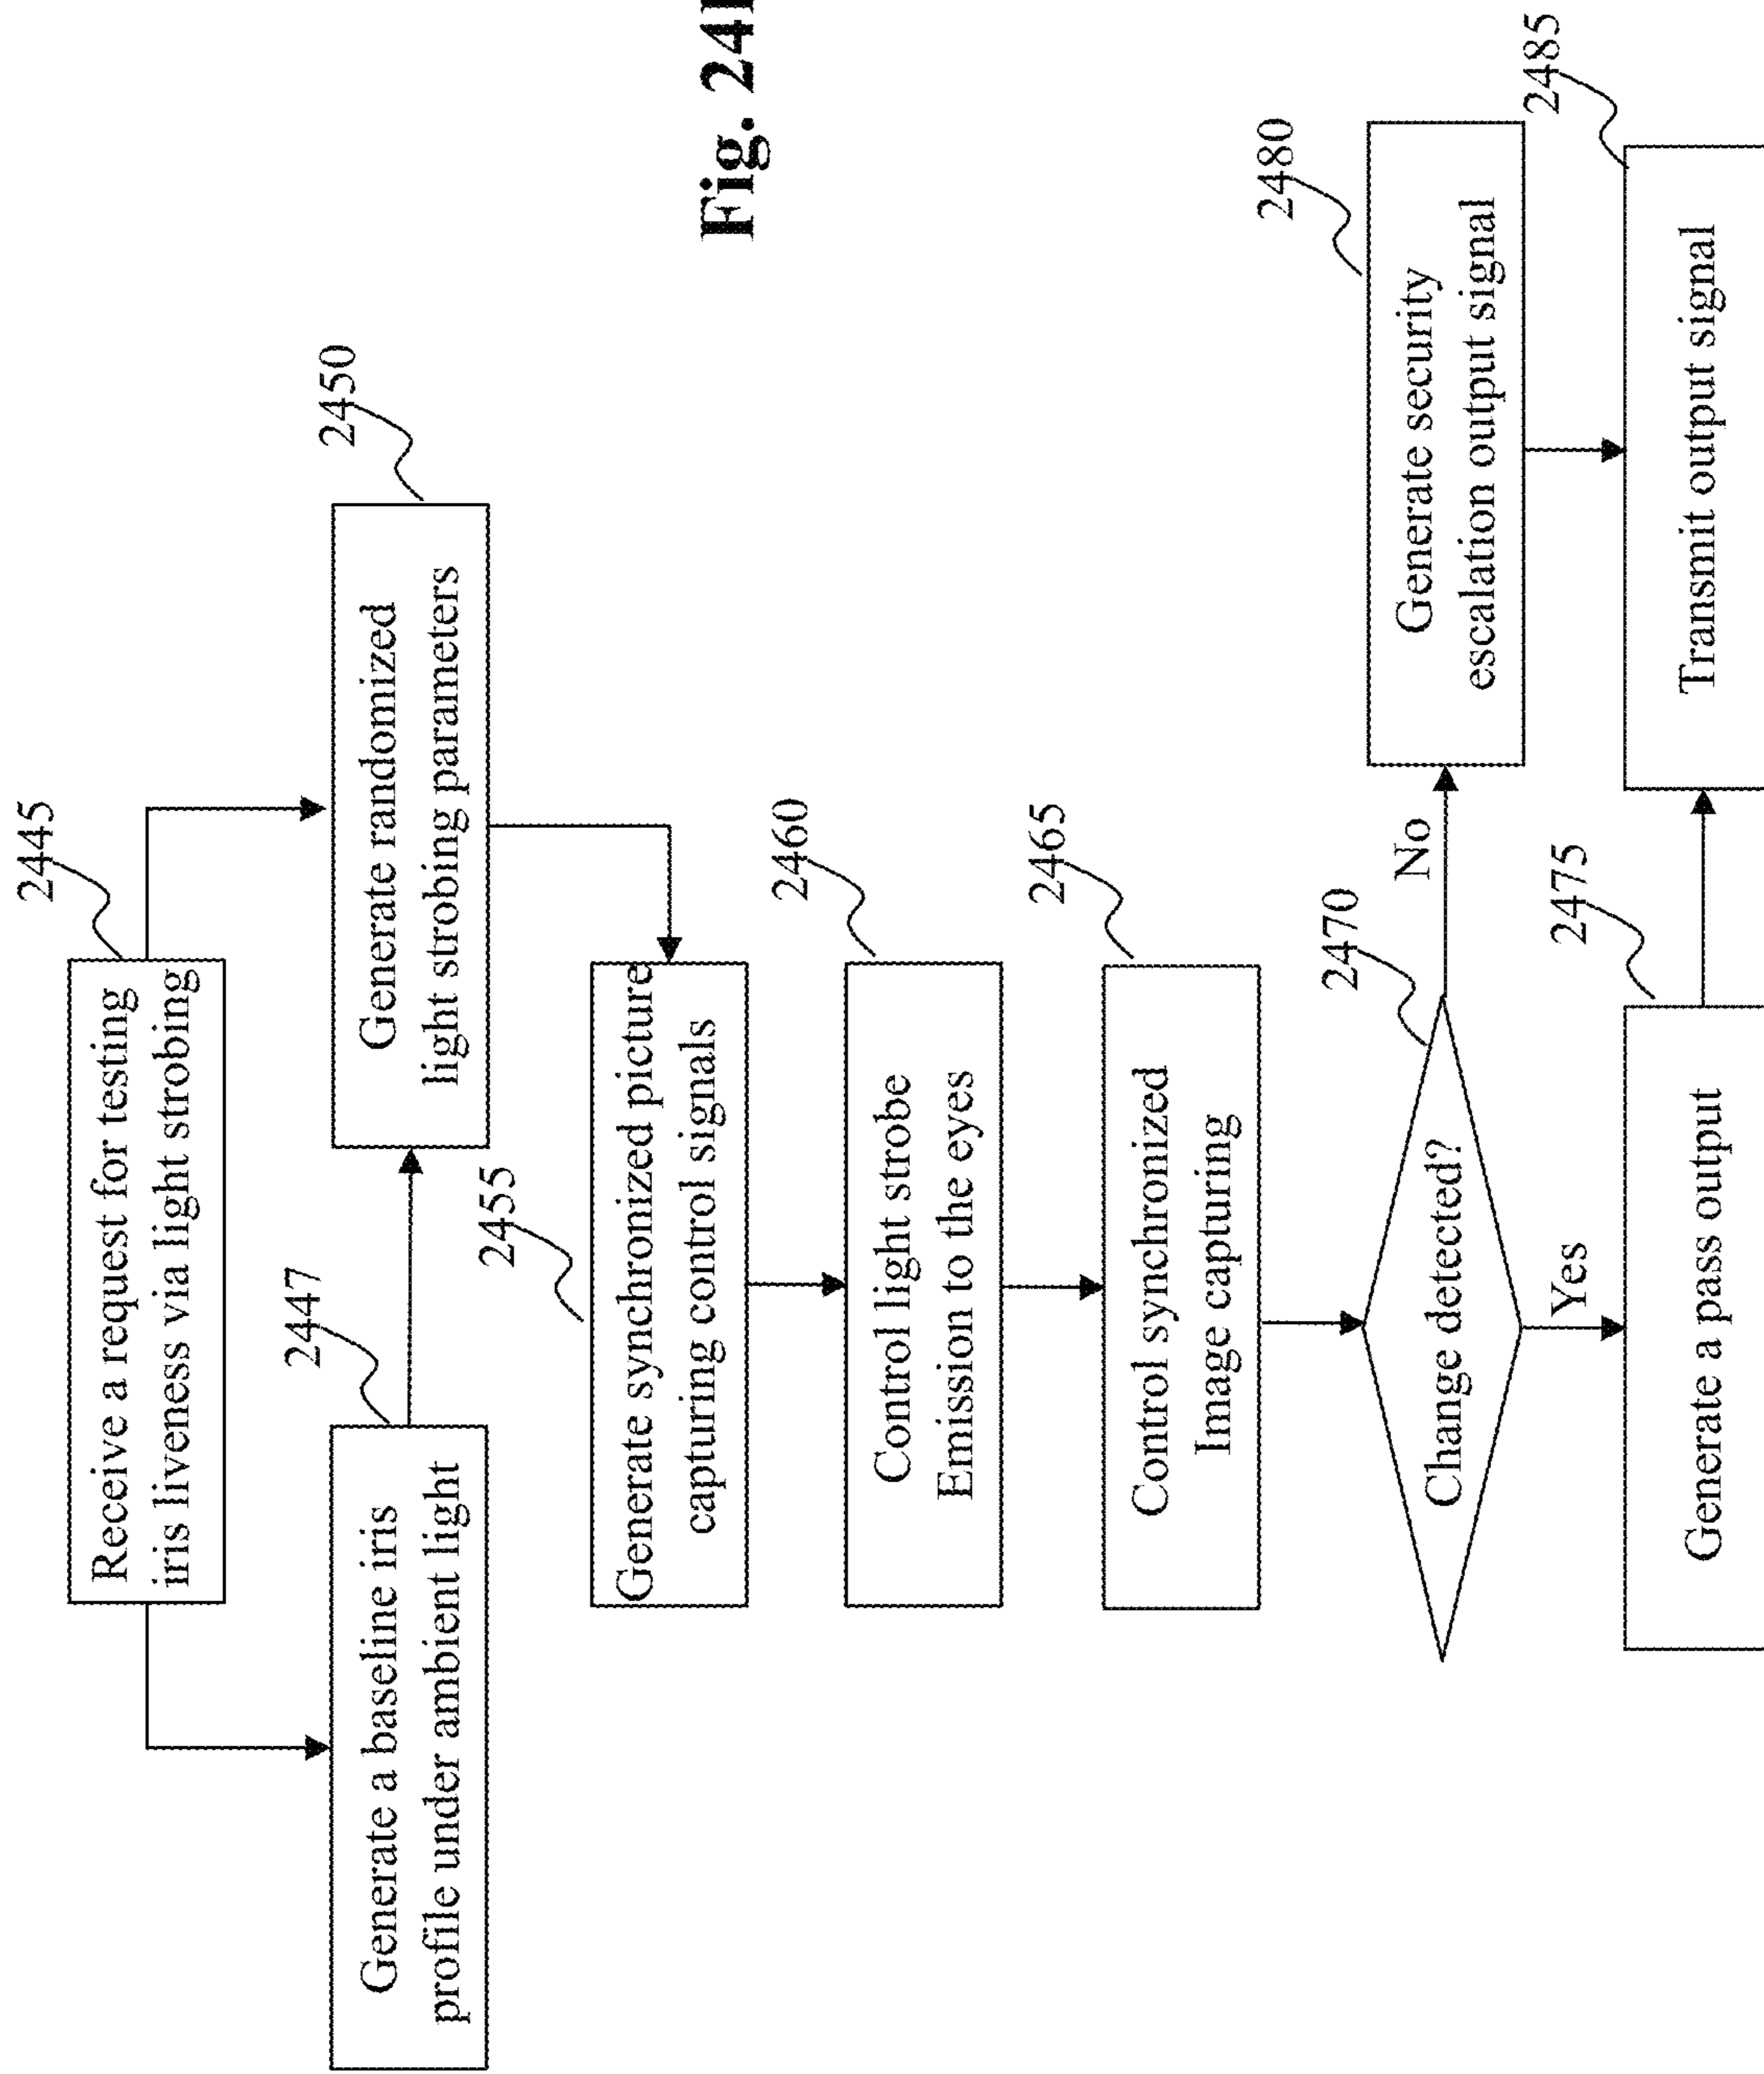 2445
Receive a request for testing
iris liveness via light strobing
2447
Generate a baseline iris
profile under ambient light
2450
Generate randomized
light strobing parameters
2455
Generate synchronized picture
capturing control signals
2460
Control light strobe
Emission to the eyes
2465
Control synchronized
Image capturing
2470
Change detected?
No
Yes
2480
Generate security
escalation output signal
2475
Generate a pass output
2485
Transmit output signal
Fig.